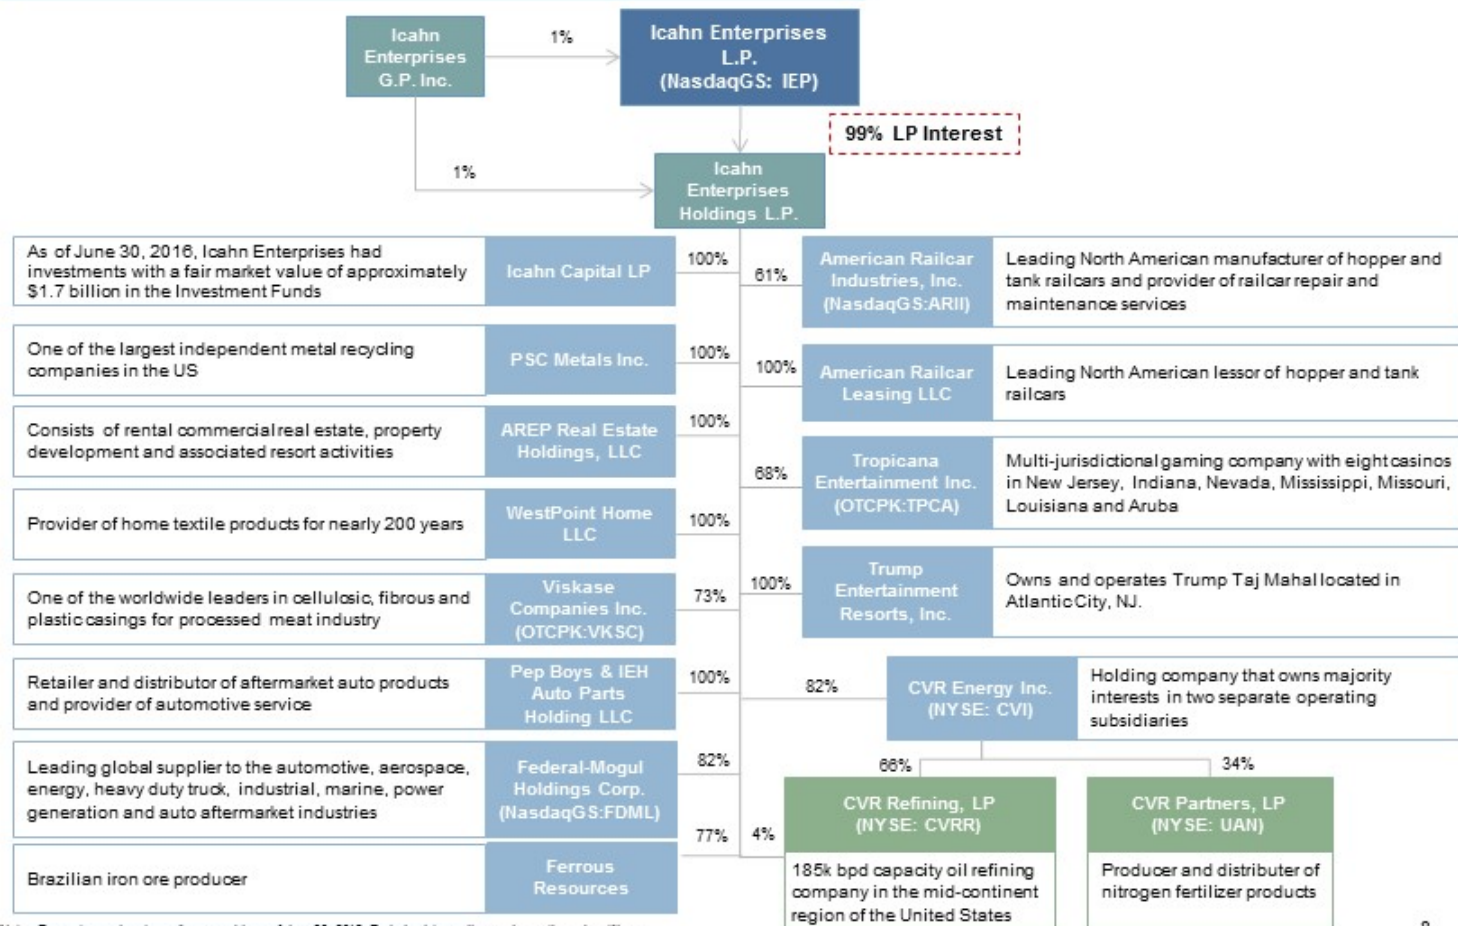 Icahn
Enterprises
G.P. Inc.
1%
Icahn Enterprises
L.P.
(NasdaqGS: IEP)
99% LP Interest
1%
Icahn
Enterprises
Holdings L.P.
As of June 30, 2016, Icahn Enterprises had
investments with a fair market value of approximately
$1.7 billion in the Investment Funds
Icahn Capital LP
100%
One of the largest independent metal recycling
companies in the US
PSC Metals Inc.
100%
Consists of rental commercial real estate, property
development and associated resort activities
AREP Real Estate
Holdings, LLC
100%
Provider of home textile products for nearly 200 years
WestPoint Home
LLC
100%
One of the worldwide leaders in cellulosic, fibrous and
plastic casings for processed meat industry
Viskase
Companies Inc.
(OTCPK:VKSC)
73%
Retailer and distributor of aftermarket auto products
and provider of automotive service
Pep Boys & IEH
Auto Parts
Holding LLC
100%
Leading global supplier to the automotive, aerospace,
energy, heavy duty truck, industrial, marine, power
generation and auto aftermarket industries
Federal-Mogul
Holdings Corp.
(NasdaqGS:FDML)
82%
Brazilian iron ore producer
Ferrous
Resources
77%
61%
American Railcar
Industries, Inc.
(NasdaqGS:ARII)
Leading North American manufacturer of hopper and
tank railcars and provider of railcar repair and
maintenance services
100%
American Railcar
Leasing LLC
Leading North American lessor of hopper and tank
railcars
68%
Tropicana
Entertainment Inc.
(OTCPK:TPCA)
Multi-jurisdictional gaming company with eight casinos
in New Jersey, Indiana, Nevada, Mississippi, Missouri,
Louisiana and Aruba
100%
Trump
Entertainment
Resorts, Inc.
Owns and operates Trump Taj Mahal located in
Atlantic City, NJ.
82%
CVR Energy Inc.
(NYSE: CVI)
Holding company that owns majority
interests in two separate operating
subsidiaries
66%
34%
4%
CVR Refining, LP
(NYSE: CVRR)
185k bpd capacity oil refining
company in the mid-continent
region of the United States
CVR Partners, LP
(NYSE: UAN)
Producer and distributer of
nitrogen fertilizer products